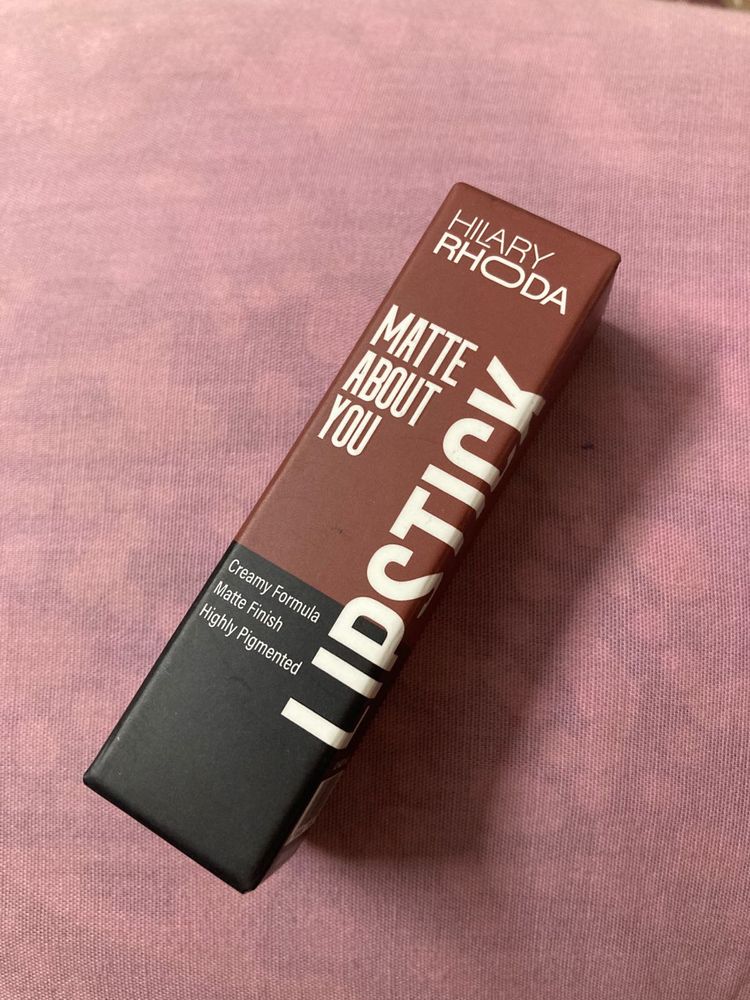 HILARY
RHODA
MATTE
ABOUT
YOU
LIPSTICK
Creamy Formula
Matte Finish
Highly Pigmented